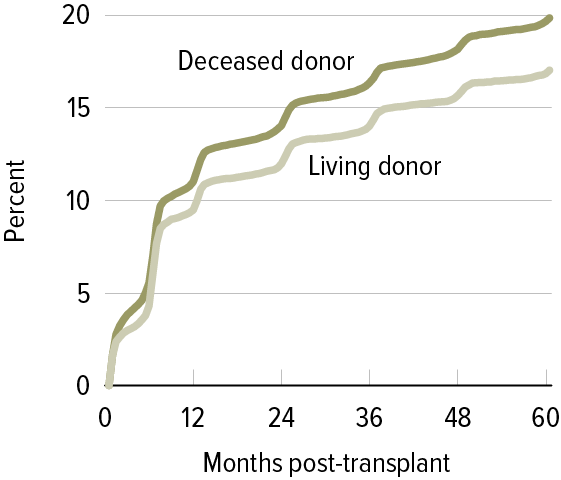 20
Deceased donor
15
Living donor
Percent
10
5
0
0 12 24 36 48 60
Months post-transplant